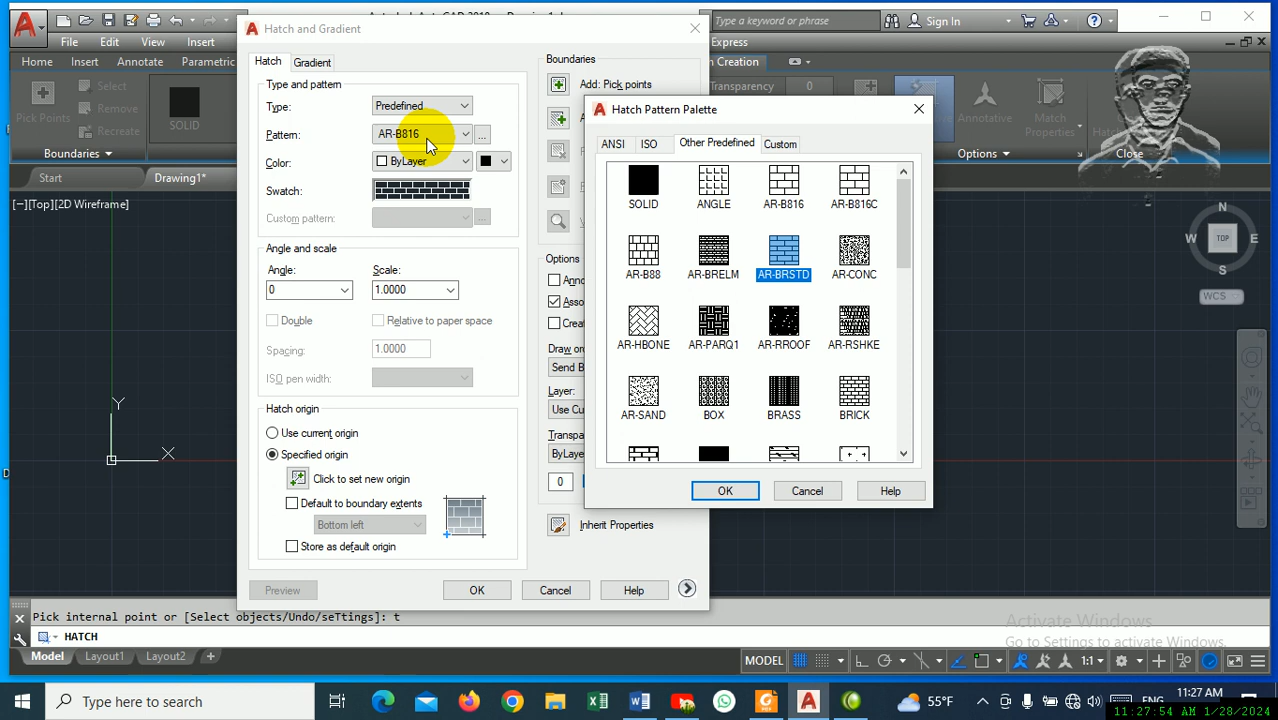 Hatch and Gradient
Type a keyword or phrase
Sign In
File Edit View Insert
Express
Home Insert Annotate Parametric
Hatch Gradient
Boundaries
Select
Remove
Recreate
Pick Points
SOLID
Boundaries
Type and pattern
Type: Predefined
Pattern: AR-B816 ...
Color: ByLayer
Swatch:
Custom pattern: ...
Add: Pick points
Transparency 0
Annotative
Match
Properties
Options
Close
Hatch Pattern Palette
ANSI ISO Other Predefined Custom
SOLID ANGLE AR-B816 AR-B816C
AR-B88 AR-BRELM AR-BRSTD AR-CONC
AR-HBONE AR-PARQ1 AR-RROOF AR-RSHKE
AR-SAND BOX BRASS BRICK
OK Cancel Help
Start Drawing1*
[−][Top][2D Wireframe]
N
W TOP E
S
WCS
Angle and scale
Angle: Scale:
0 1.0000
Double Relative to paper space
Spacing: 1.0000
ISO pen width:
Options
Draw
Send B
Layer:
Use Cu
ByLaye
0
Hatch origin
Use current origin
Specified origin
Click to set new origin
Default to boundary extents
Bottom left
Store as default origin
Inherit Properties
Preview OK Cancel Help
Y
X
Pick internal point or [Select objects/Undo/seTtings]: t
HATCH
Activate Windows
Go to Settings to activate Windows.
Model Layout1 Layout2 +
MODEL 1:1
Type here to search
55°F
ENG
11:27 AM
11:27:54 AM 1/28/2024